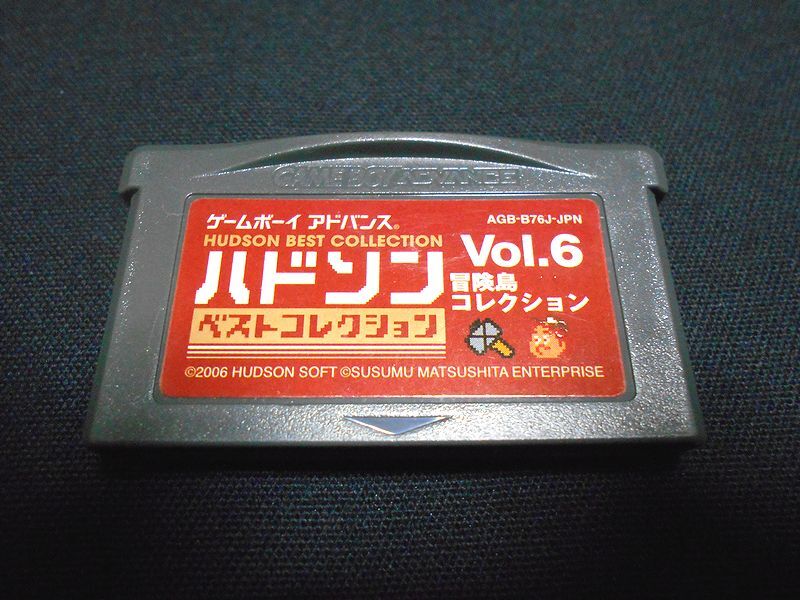 GAME BOY ADVANCE
ゲームボーイ アドバンス®
AGB-B76J-JPN
HUDSON BEST COLLECTION
Vol.6
ハドソン
冒険島
コレクション
ベストコレクション
©2006 HUDSON SOFT ©SUSUMU MATSUSHITA ENTERPRISE